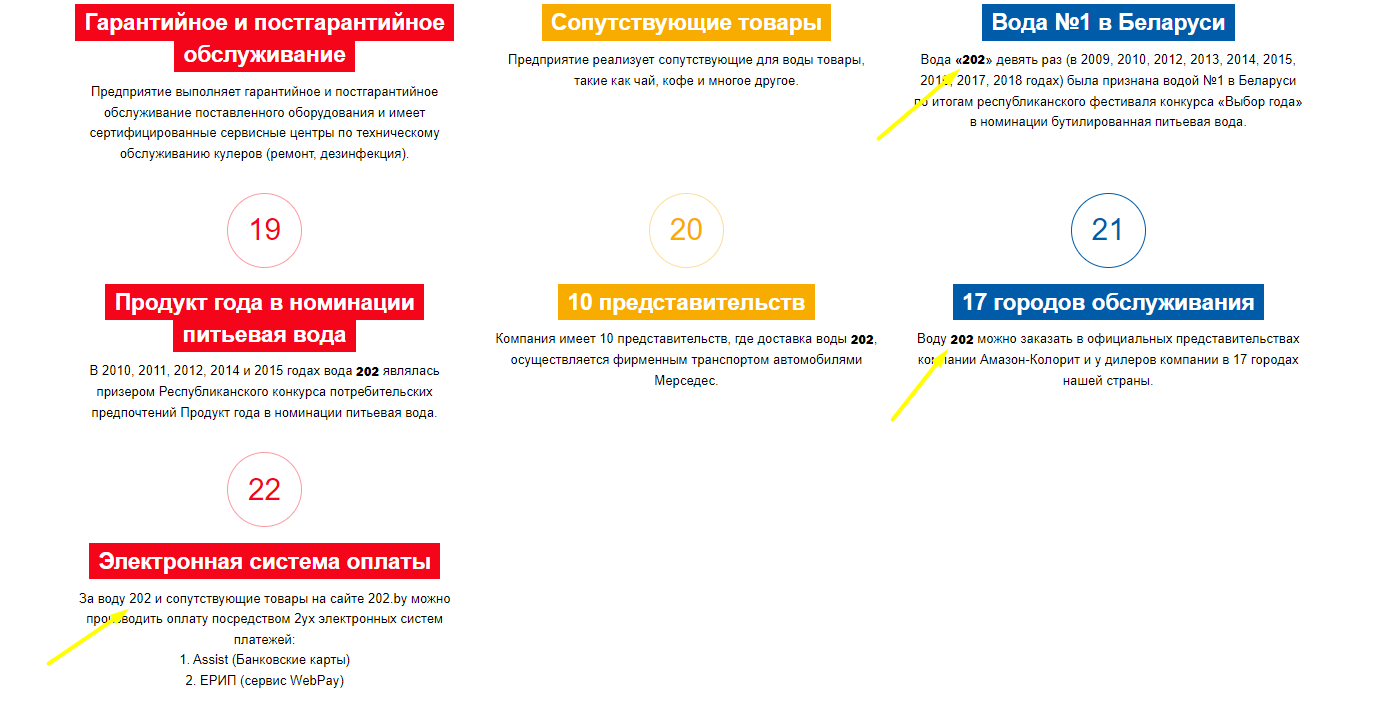 Гарантийное и постгарантийное
обслуживание
Предприятие выполняет гарантийное и постгарантийное
обслуживание поставленного оборудования и имеет
сертифицированные сервисные центры по техническому
обслуживанию кулеров (ремонт, дезинфекция).
Сопутствующие товары
Предприятие реализует сопутствующие для воды товары,
такие как чай, кофе и многое другое.
Вода №1 в Беларуси
Вода «202» девять раз (в 2009, 2010, 2012, 2013, 2014, 2015,
2016, 2017, 2018 годах) была признана водой №1 в Беларуси
по итогам республиканского фестиваля конкурса «Выбор года»
в номинации бутилированная питьевая вода.
19
Продукт года в номинации
питьевая вода
В 2010, 2011, 2012, 2014 и 2015 годах вода 202 являлась
призером Республиканского конкурса потребительских
предпочтений Продукт года в номинации питьевая вода.
20
10 представительств
Компания имеет 10 представительств, где доставка воды 202,
осуществляется фирменным транспортом автомобилями
Мерседес.
21
17 городов обслуживания
Воду 202 можно заказать в официальных представительствах
компании Амазон-Колорит и у дилеров компании в 17 городах
нашей страны.
22
Электронная система оплаты
За воду 202 и сопутствующие товары на сайте 202.by можно
производить оплату посредством 2ух электронных систем
платежей:
1. Assist (Банковские карты)
2. ЕРИП (сервис WebPay)